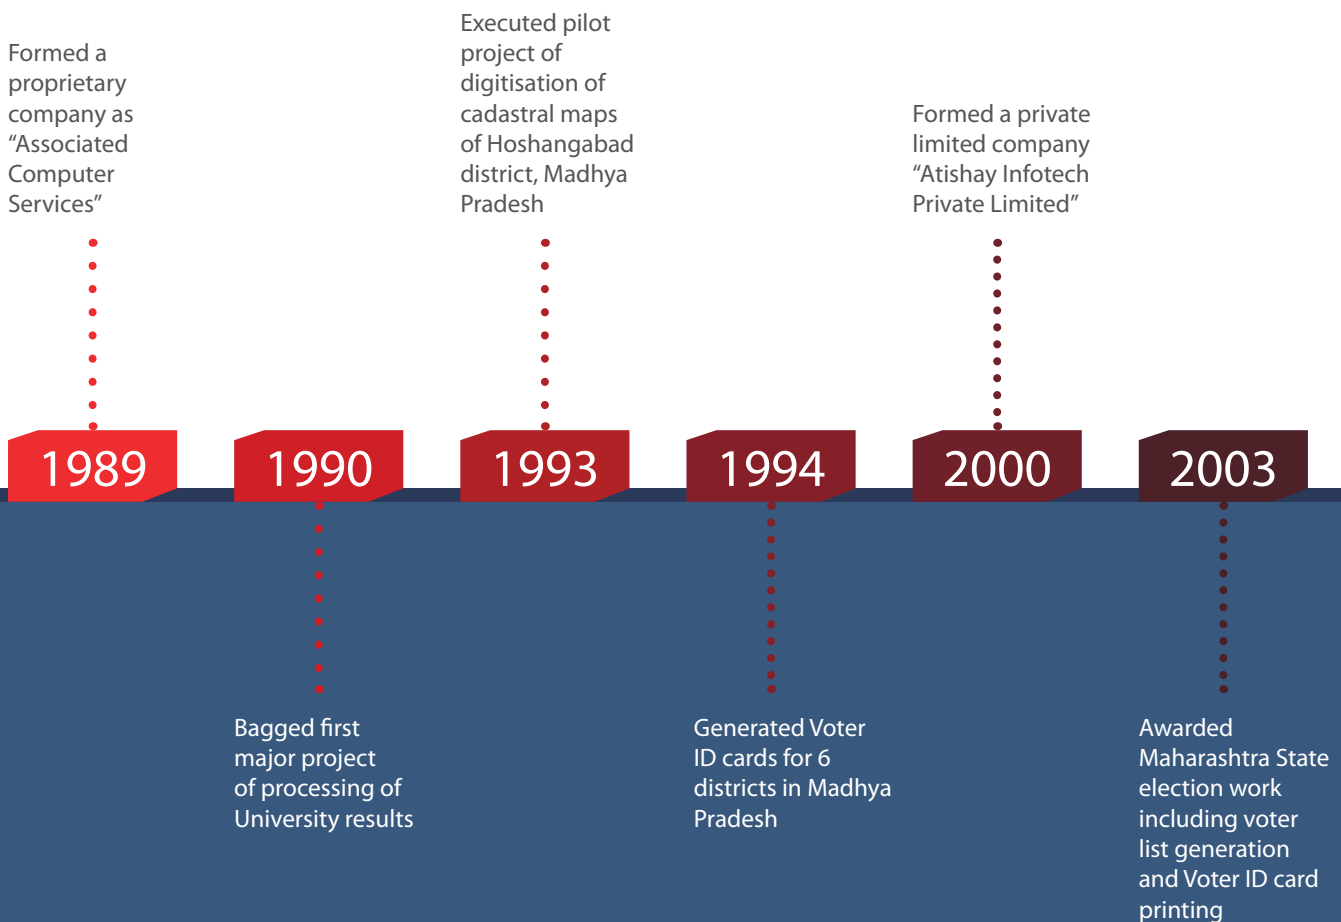 Formed a
proprietary
company as
“Associated
Computer
Services”
Executed pilot
project of
digitisation of
cadastral maps
of Hoshangabad
district, Madhya
Pradesh
Formed a private
limited company
“Atishay Infotech
Private Limited”
1989
1990
1993
1994
2000
2003
Bagged first
major project
of processing of
University results
Generated Voter
ID cards for 6
districts in Madhya
Pradesh
Awarded
Maharashtra State
election work
including voter
list generation
and Voter ID card
printing